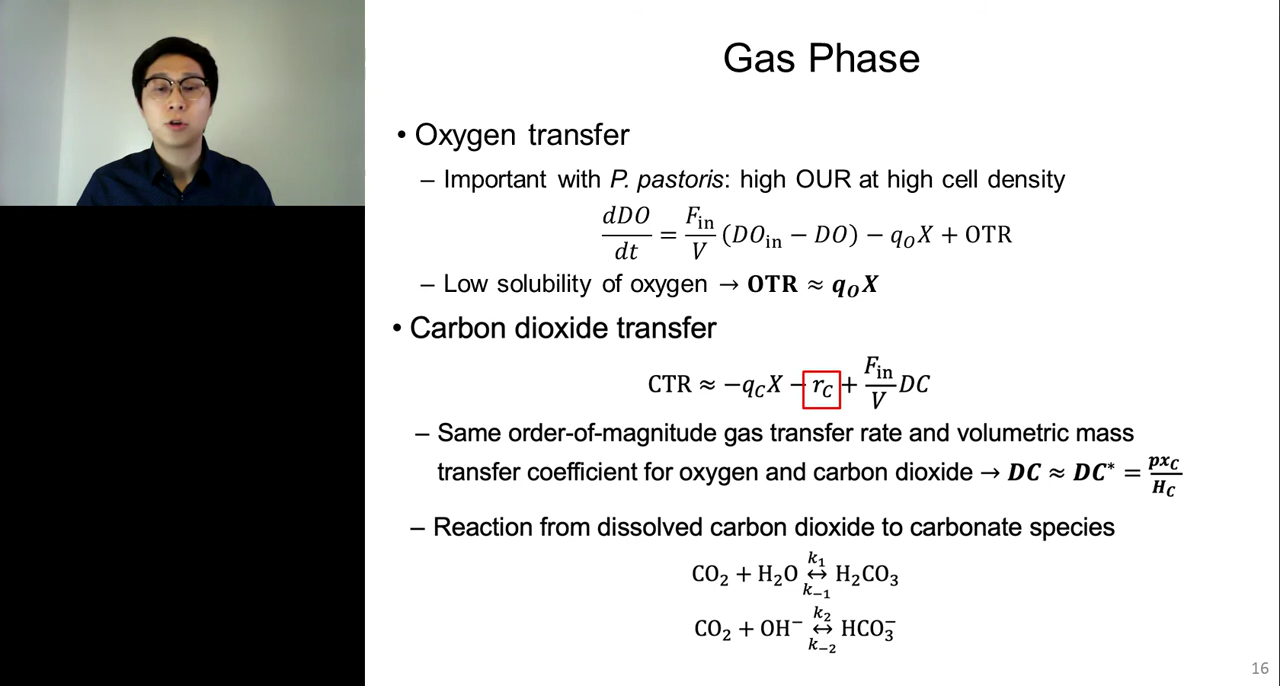 Gas Phase
• Oxygen transfer
– Important with P. pastoris: high OUR at high cell density
dDO/dt = F_in/V (DO_in − DO) − q_O X + OTR
– Low solubility of oxygen → OTR ≈ q_O X
• Carbon dioxide transfer
CTR ≈ −q_C X − r_C + F_in/V DC
– Same order-of-magnitude gas transfer rate and volumetric mass
transfer coefficient for oxygen and carbon dioxide → DC ≈ DC* = px_C/H_C
– Reaction from dissolved carbon dioxide to carbonate species
CO₂ + H₂O ↔ H₂CO₃ k₁ k₋₁
CO₂ + OH⁻ ↔ HCO₃⁻ k₂ k₋₂
16